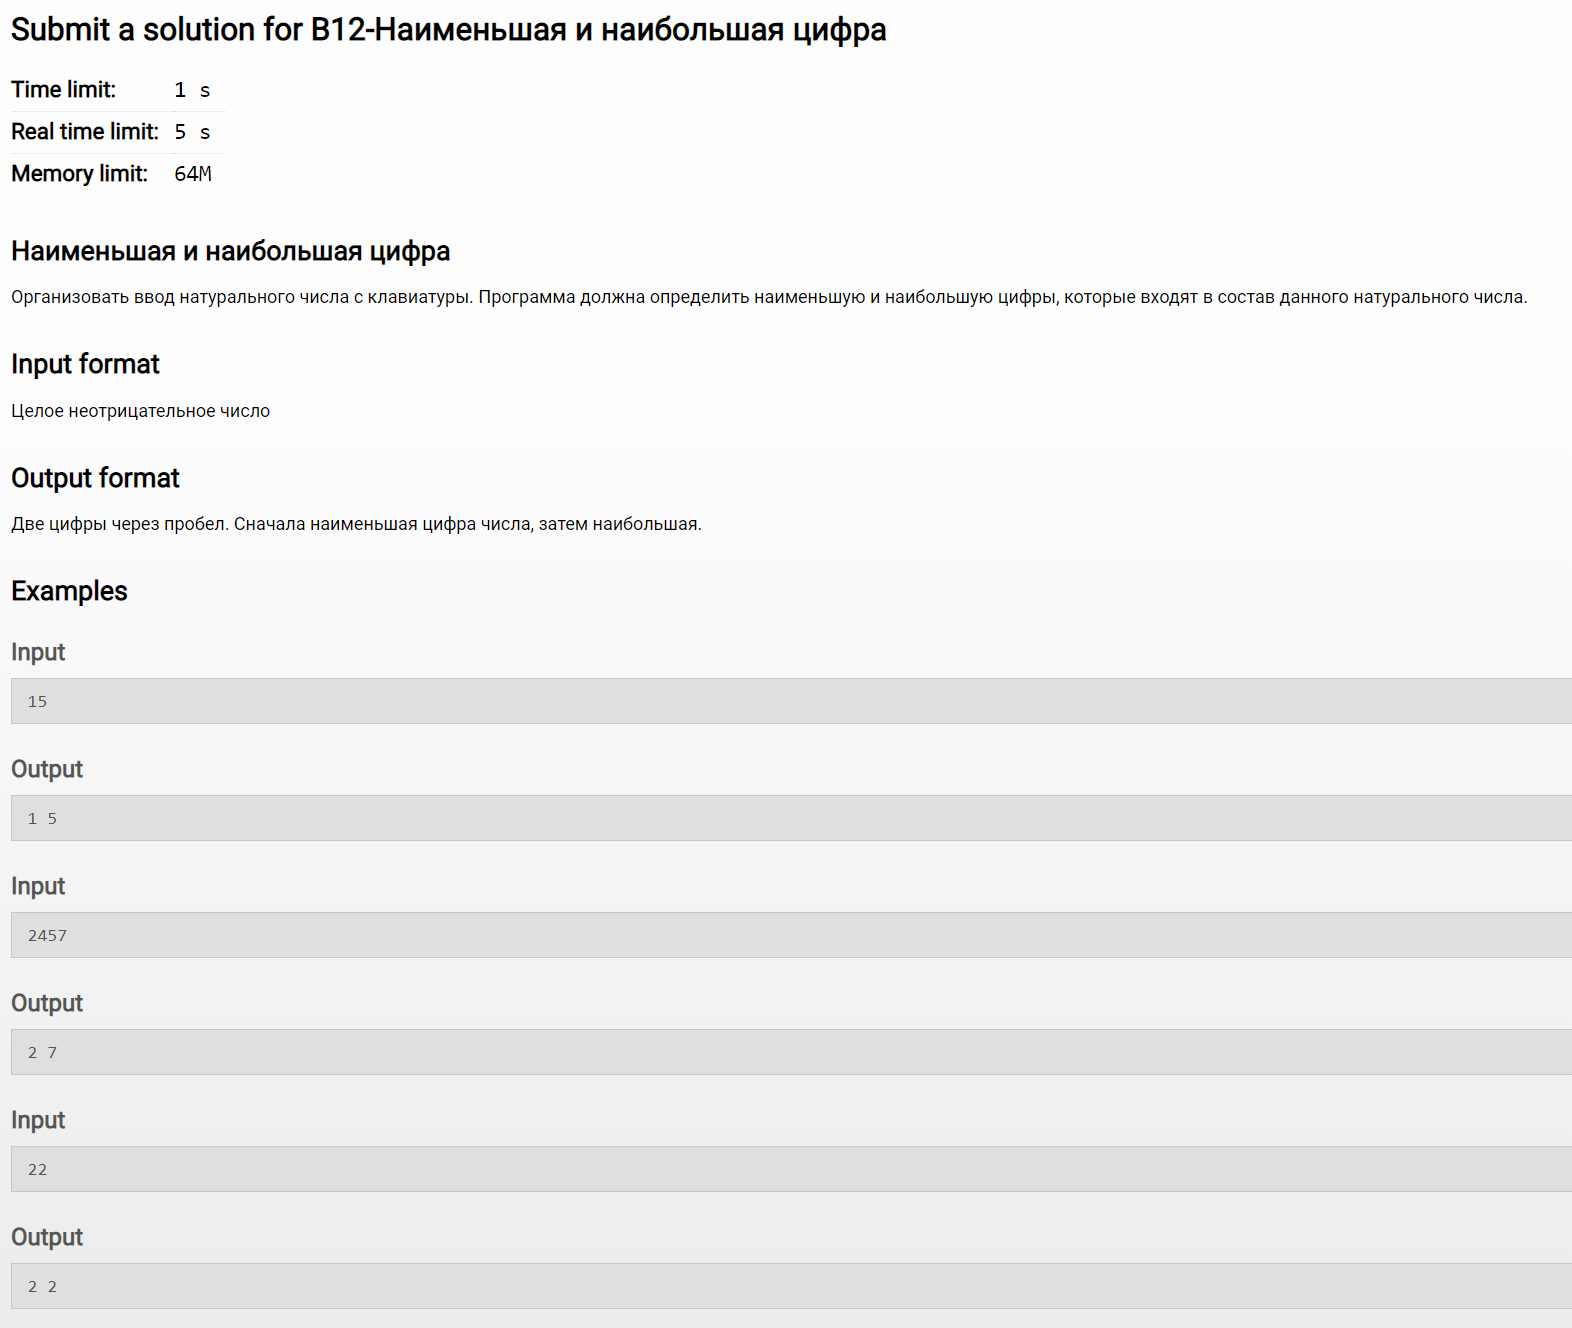 Submit a solution for B12-Наименьшая и наибольшая цифра
Time limit: 1 s
Real time limit: 5 s
Memory limit: 64M
Наименьшая и наибольшая цифра
Организовать ввод натурального числа с клавиатуры. Программа должна определить наименьшую и наибольшую цифры, которые входят в состав данного натурального числа.
Input format
Целое неотрицательное число
Output format
Две цифры через пробел. Сначала наименьшая цифра числа, затем наибольшая.
Examples
Input
15
Output
1 5
Input
2457
Output
2 7
Input
22
Output
2 2